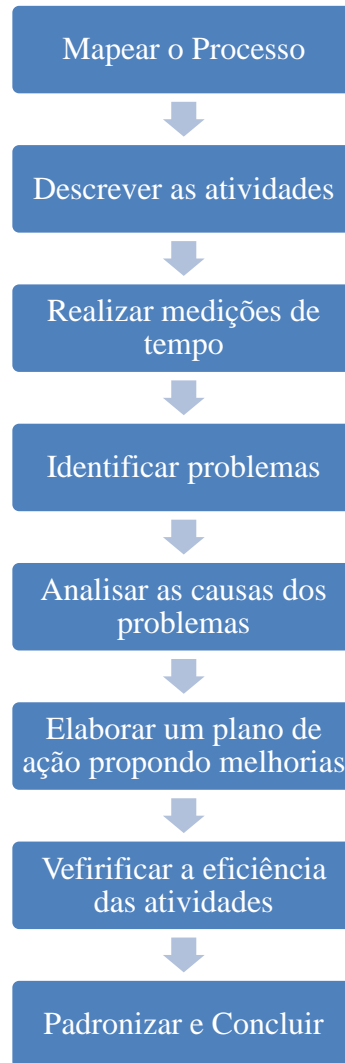 Mapear o Processo
Descrever as atividades
Realizar medições de
tempo
Identificar problemas
Analisar as causas dos
problemas
Elaborar um plano de
ação propondo melhorias
Vefirificar a eficiência
das atividades
Padronizar e Concluir